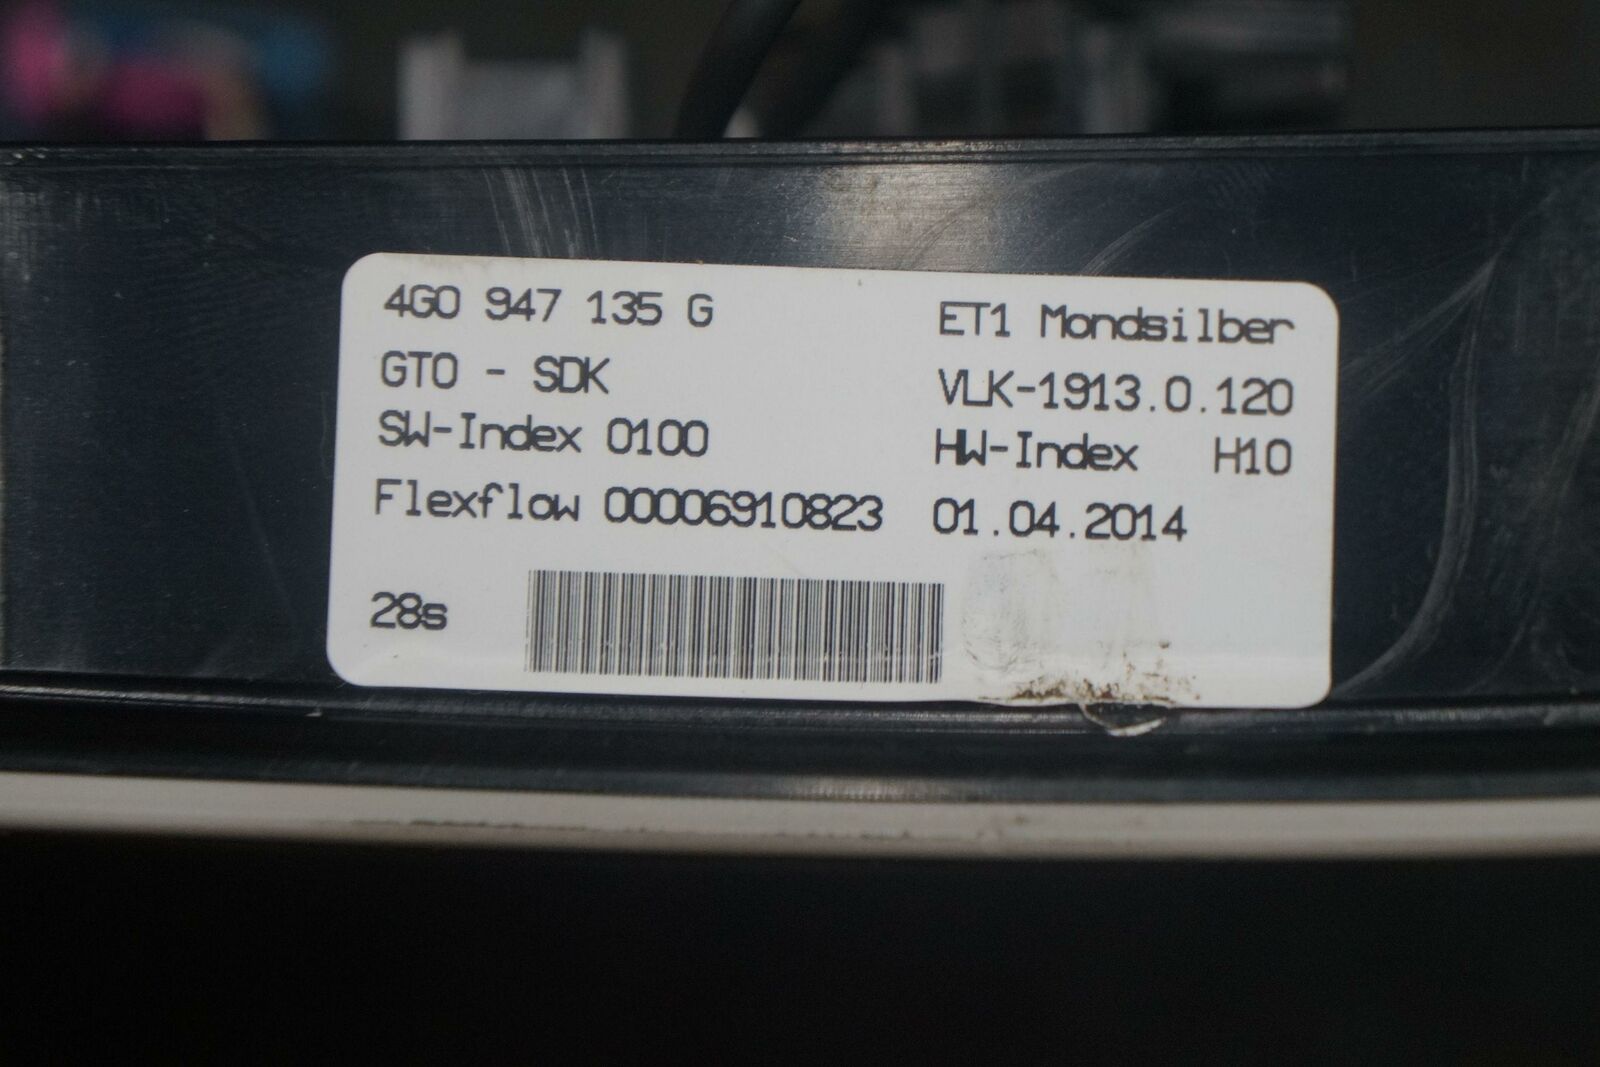 4G0 947 135 G ET1 Mondsilber
GTO - SDK VLK-1913.0.120
SW-Index 0100 HW-Index H10
Flexflow 00006910823 01.04.2014
28s